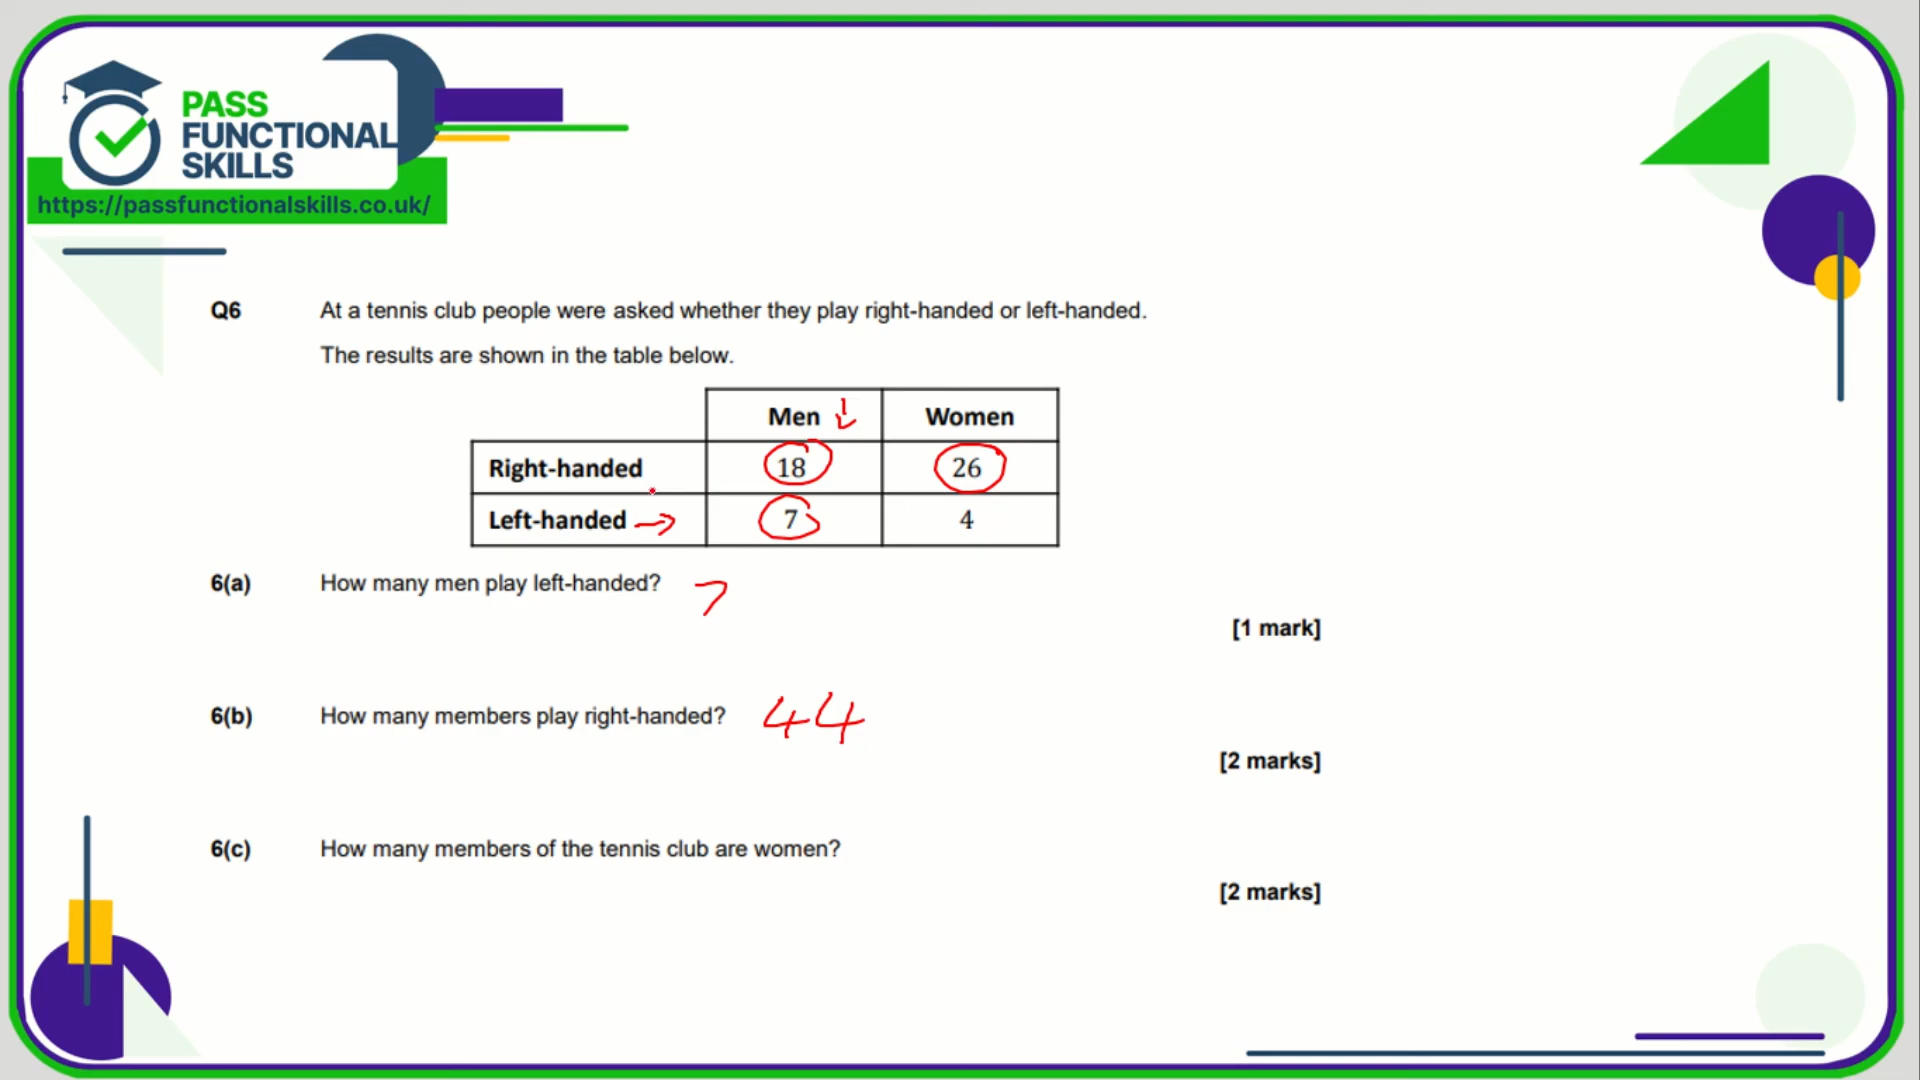 PASS
FUNCTIONAL
SKILLS
https://passfunctionalskills.co.uk/
Q6 At a tennis club people were asked whether they play right-handed or left-handed.
The results are shown in the table below.
Men Women
Right-handed 18 26
Left-handed 7 4
6(a) How many men play left-handed? 7
[1 mark]
6(b) How many members play right-handed? 44
[2 marks]
6(c) How many members of the tennis club are women?
[2 marks]